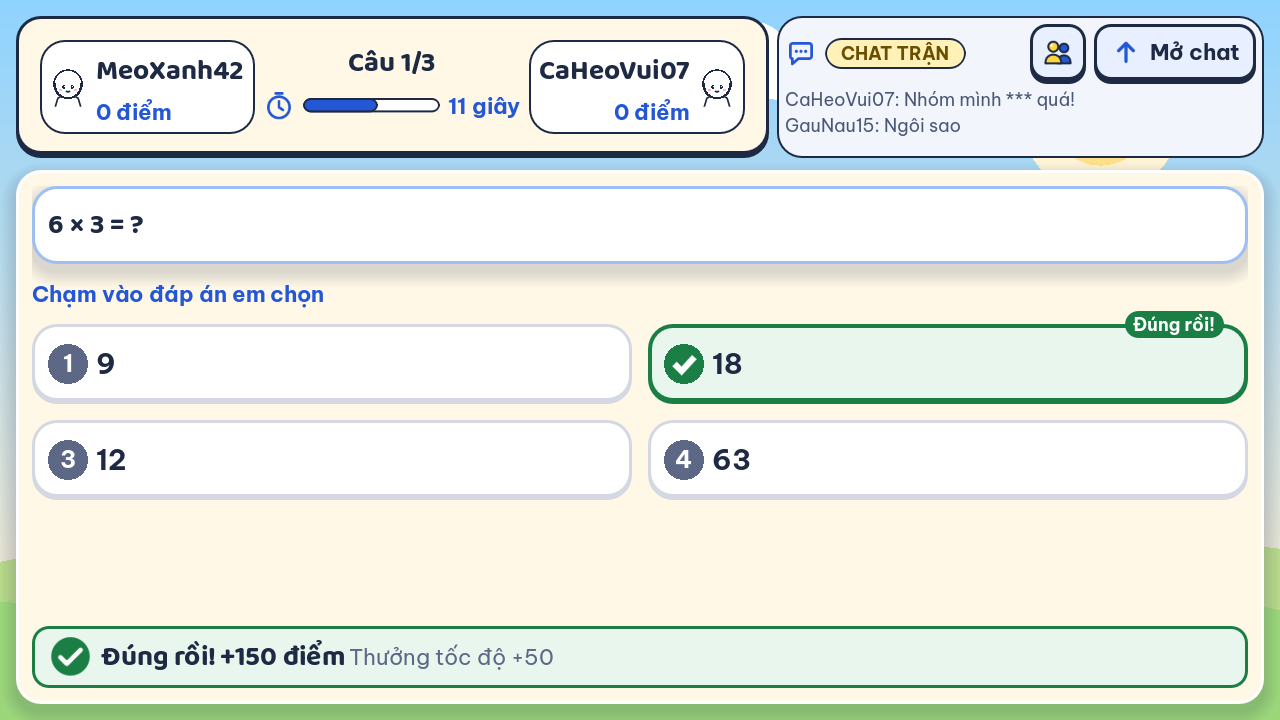 MeoXanh42
0 điểm
Câu 1/3
11 giây
CaHeoVui07
0 điểm
CHAT TRẬN
Mở chat
CaHeoVui07: Nhóm mình *** quá!
GauNau15: Ngôi sao
6 × 3 = ?
Chạm vào đáp án em chọn
1 9
Đúng rồi!
18
3 12
4 63
Đúng rồi! +150 điểm Thưởng tốc độ +50